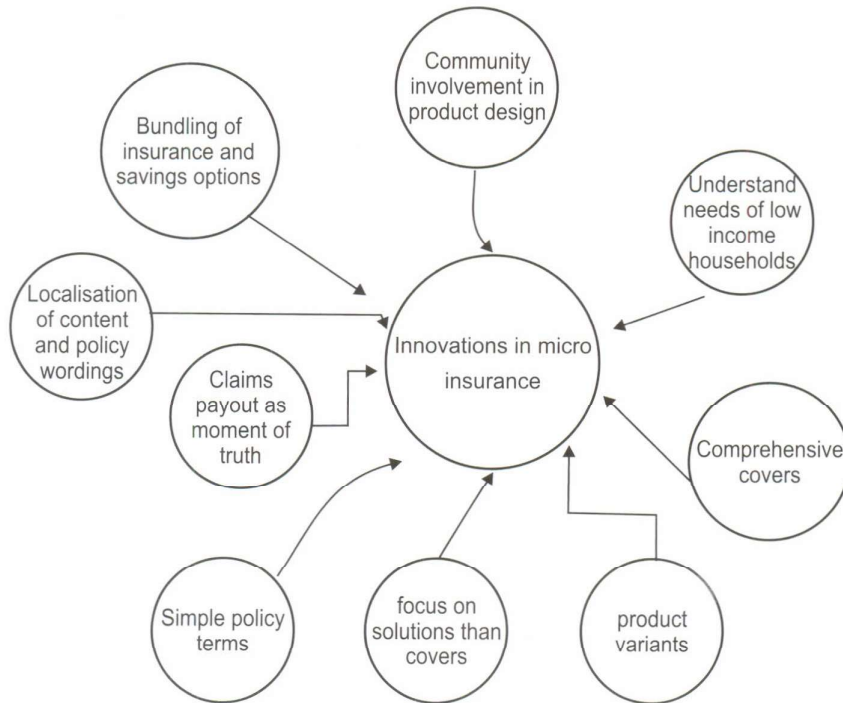 Community
involvement in
product design
Bundling of
insurance and
savings options
Understand
needs of low
income
households
Localisation
of content
and policy
wordings
Innovations in micro
insurance
Claims
payout as
moment of
truth
Comprehensive
covers
Simple policy
terms
focus on
solutions than
covers
product
variants